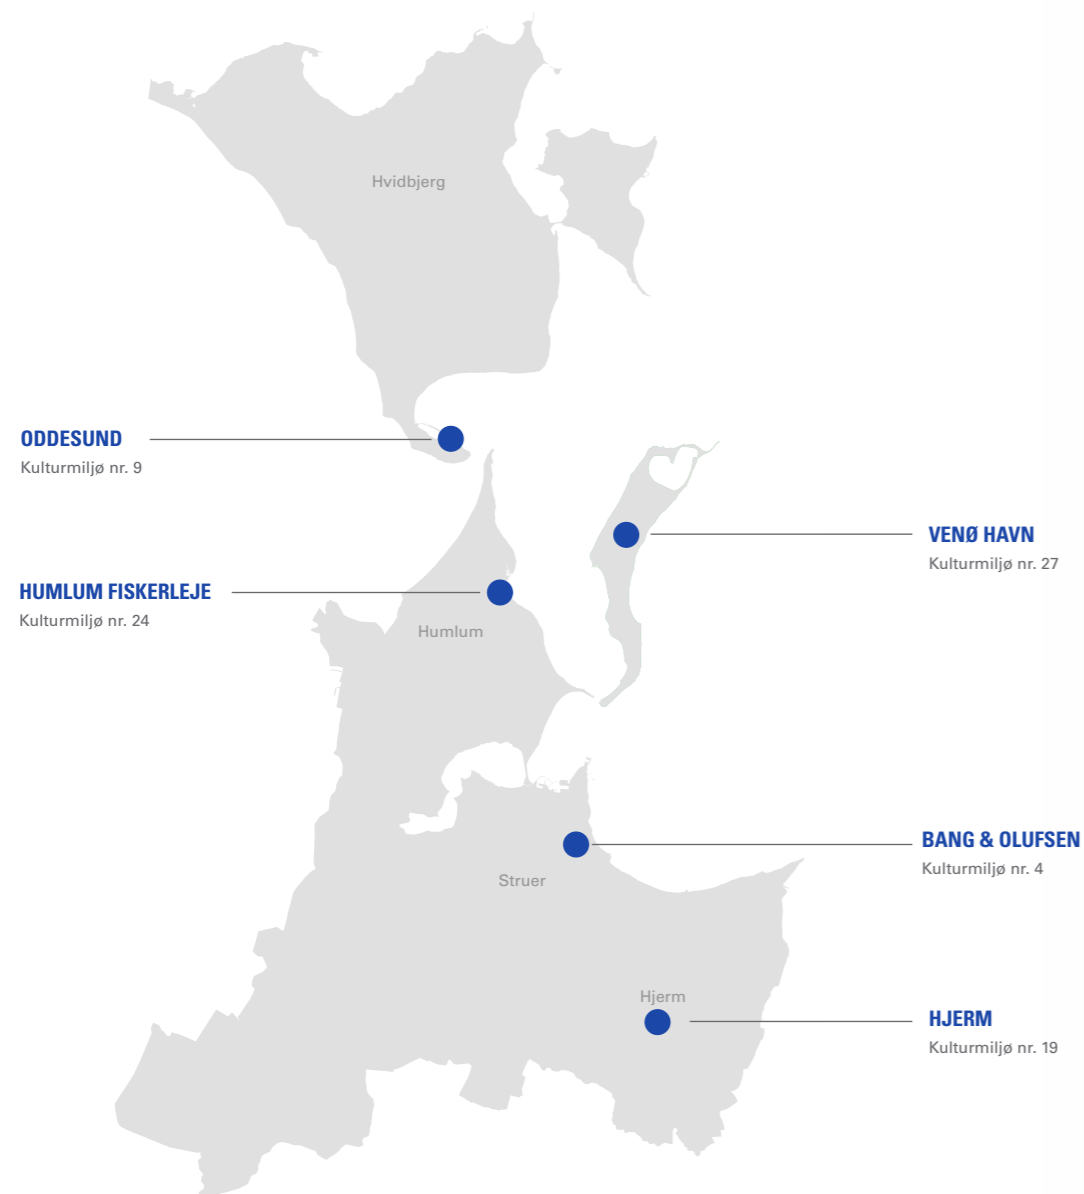 Hvidbjerg
ODDESUND
Kulturmiljø nr. 9
VENØ HAVN
Kulturmiljø nr. 27
HUMLUM FISKERLEJE
Kulturmiljø nr. 24
Humlum
BANG & OLUFSEN
Kulturmiljø nr. 4
Struer
Hjerm
HJERM
Kulturmiljø nr. 19